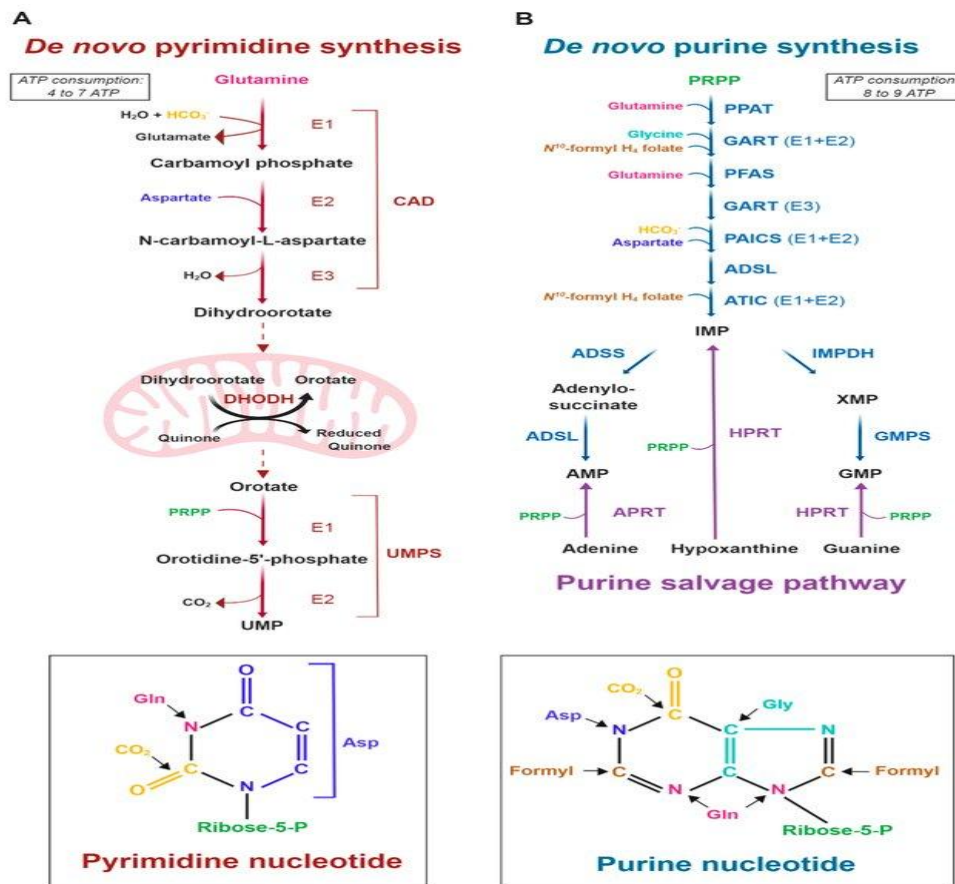 A
De novo pyrimidine synthesis
ATP consumption:
4 to 7 ATP
Glutamine
H₂O + HCO₃⁻
E1
Glutamate
Carbamoyl phosphate
Aspartate
E2
CAD
N-carbamoyl-L-aspartate
H₂O
E3
Dihydroorotate
Dihydroorotate
Orotate
DHODH
Quinone
Reduced
Quinone
Orotate
PRPP
E1
Orotidine-5'-phosphate
UMPS
CO₂
E2
UMP
O
Gln
C
N
C
Asp
CO₂
C
C
O
N
Ribose-5-P
Pyrimidine nucleotide
B
De novo purine synthesis
PRPP
ATP consumption:
8 to 9 ATP
Glutamine
PPAT
Glycine
N¹⁰-formyl H₄ folate
GART (E1+E2)
Glutamine
PFAS
GART (E3)
HCO₃⁻
Aspartate
PAICS (E1+E2)
ADSL
N¹⁰-formyl H₄ folate
ATIC (E1+E2)
IMP
ADSS
IMPDH
Adenylo-
succinate
XMP
ADSL
GMPS
HPRT
PRPP
AMP
GMP
PRPP
APRT
HPRT
PRPP
Adenine
Hypoxanthine
Guanine
Purine salvage pathway
O
CO₂
C
Gly
Asp
N
C
N
Formyl
C
C
C
Formyl
N
N
Gln
Ribose-5-P
Purine nucleotide